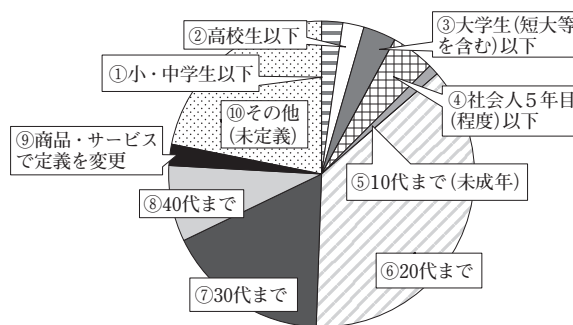 ②高校生以下
③大学生(短大等
を含む)以下
①小・中学生以下
④社会人5年目
(程度)以下
⑩その他
(未定義)
⑨商品・サービス
で定義を変更
⑤10代まで(未成年)
⑧40代まで
⑥20代まで
⑦30代まで